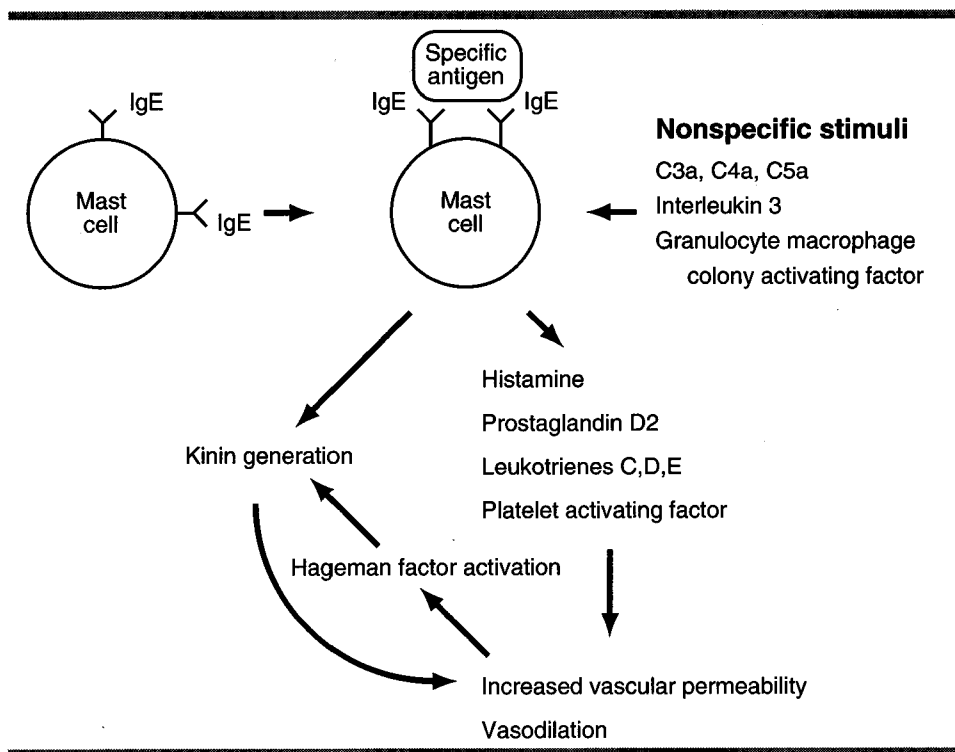 Specific
antigen
IgE
IgE
IgE
Mast
cell
IgE
Mast
cell
Nonspecific stimuli
C3a, C4a, C5a
Interleukin 3
Granulocyte macrophage
colony activating factor
Histamine
Prostaglandin D2
Leukotrienes C,D,E
Platelet activating factor
Kinin generation
Hageman factor activation
Increased vascular permeability
Vasodilation